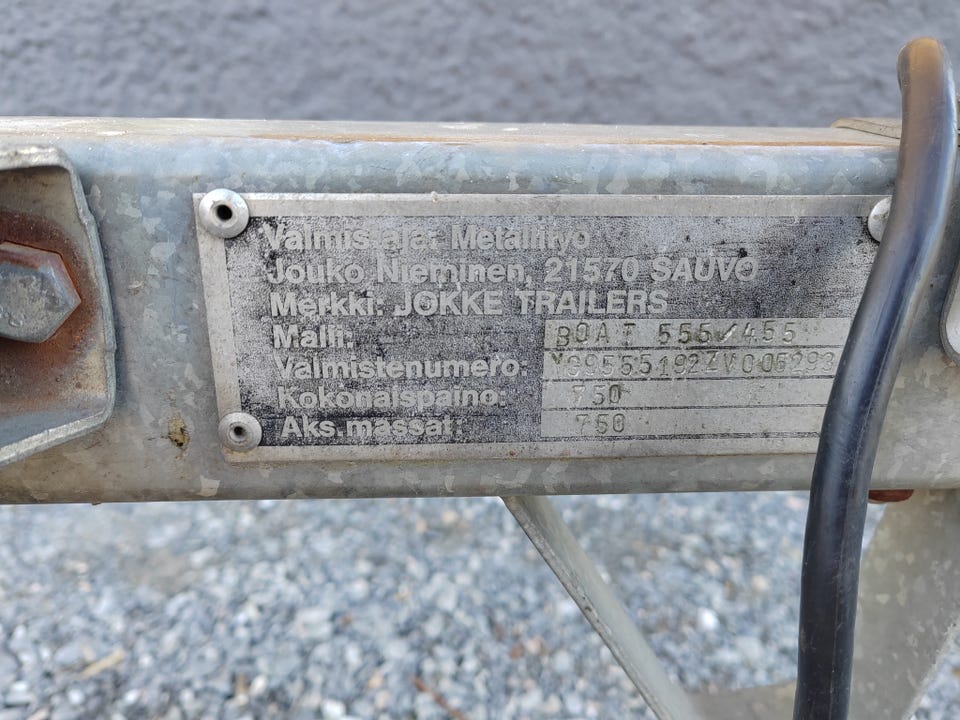 Valmistaja: Metallityö
Jouko Nieminen, 21570 SAUVO
Merkki: JOKKE TRAILERS
Malli: BOAT 555/455
Valmistenumero:
Kokonaispaino: 750
Aks.massat: 750